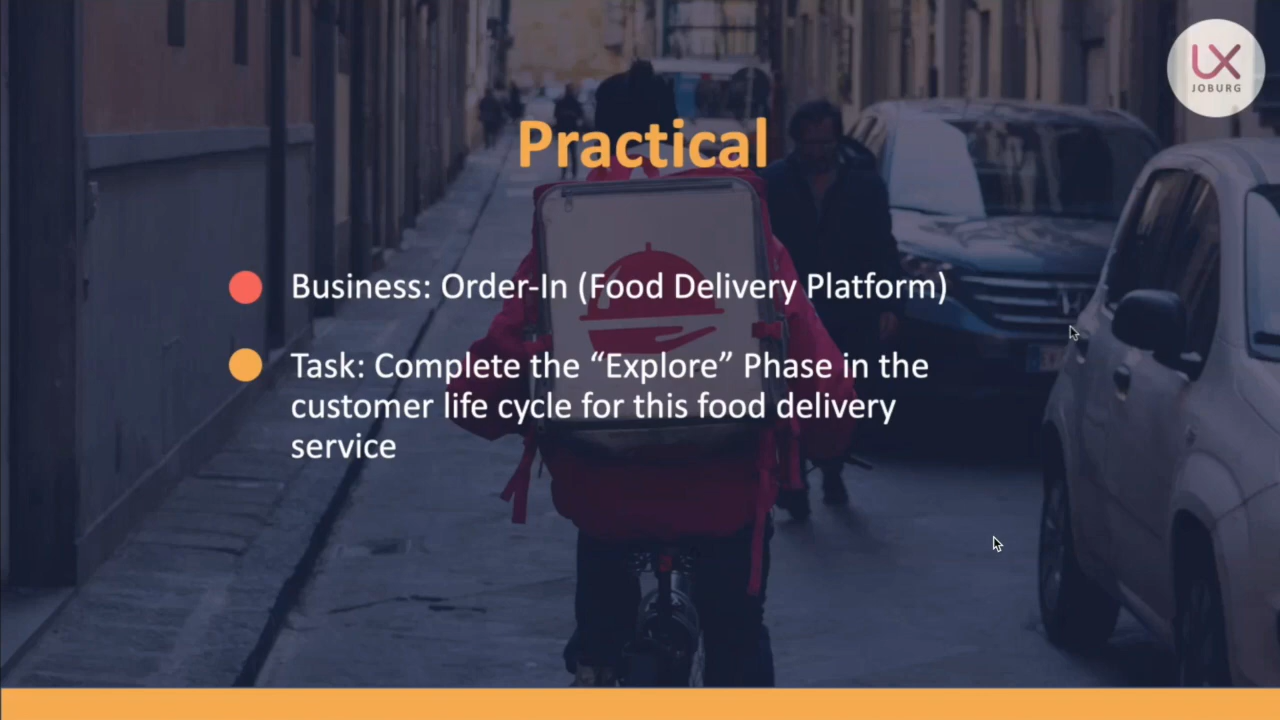 UX
JOBURG
Practical
Business: Order-In (Food Delivery Platform)
Task: Complete the “Explore” Phase in the
customer life cycle for this food delivery
service